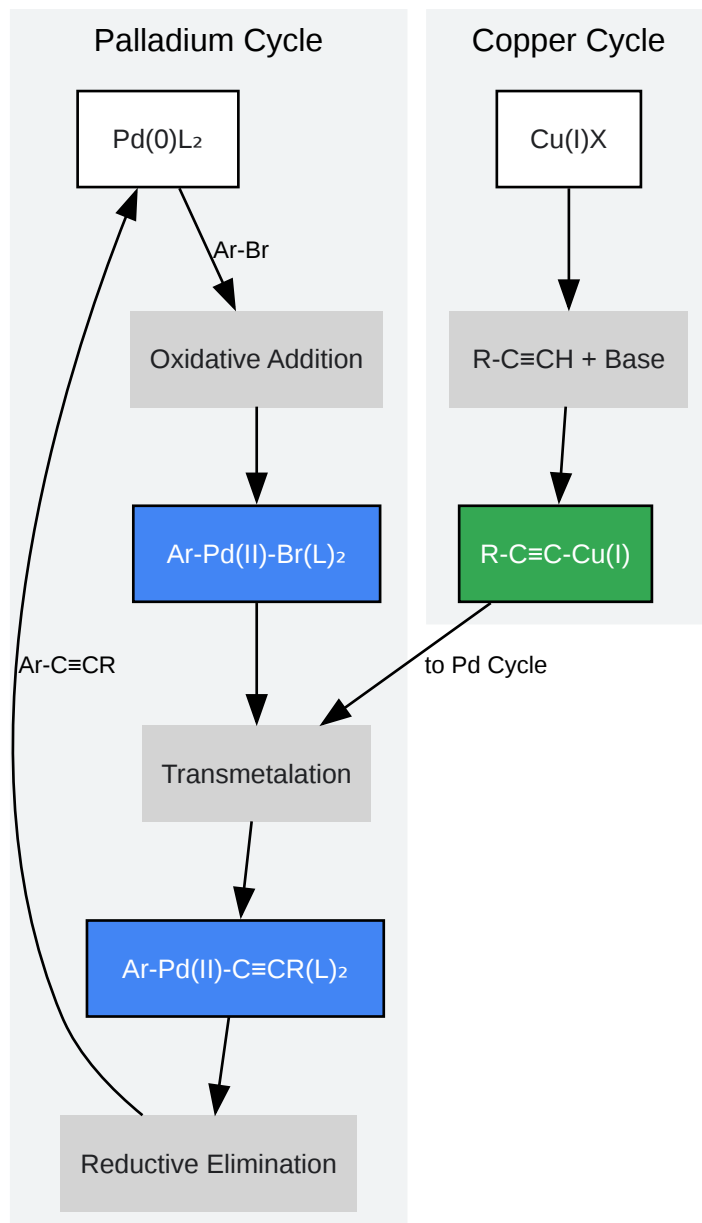 Palladium Cycle
Copper Cycle
Pd(0)L₂
Cu(I)X
Ar-Br
Oxidative Addition
R-C≡CH + Base
Ar-Pd(II)-Br(L)₂
R-C≡C-Cu(I)
Ar-C≡CR
to Pd Cycle
Transmetalation
Ar-Pd(II)-C≡CR(L)₂
Reductive Elimination